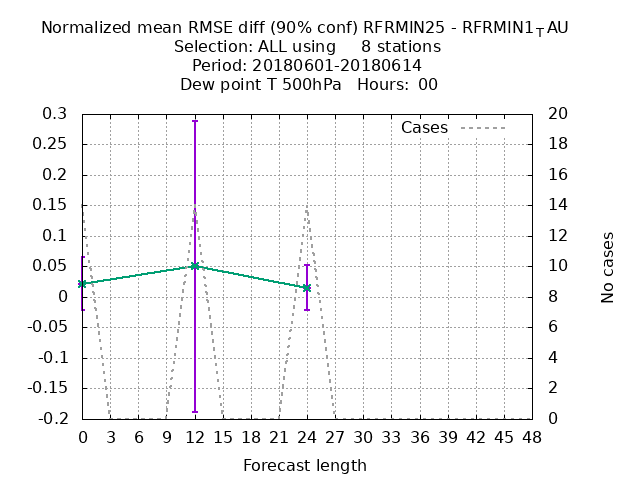 Normalized mean RMSE diff (90% conf) RFRMIN25 - RFRMIN1TAU
Selection: ALL using     8 stations
Period: 20180601-20180614
Dew point T 500hPa   Hours:  00
Cases
0.3
0.25
0.2
0.15
0.1
0.05
0
-0.05
-0.1
-0.15
-0.2
20
18
16
14
12
10
8
6
4
2
0
No cases
0 3 6 9 12 15 18 21 24 27 30 33 36 39 42 45 48
Forecast length